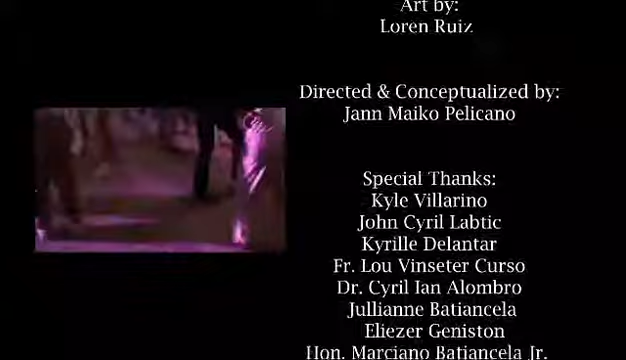 Art by:
Loren Ruiz
Directed & Conceptualized by:
Jann Maiko Pelicano
Special Thanks:
Kyle Villarino
John Cyril Labtic
Kyrille Delantar
Fr. Lou Vinseter Curso
Dr. Cyril Ian Alombro
Jullianne Batiancela
Eliezer Geniston
Hon. Marciano Batiancela Jr.